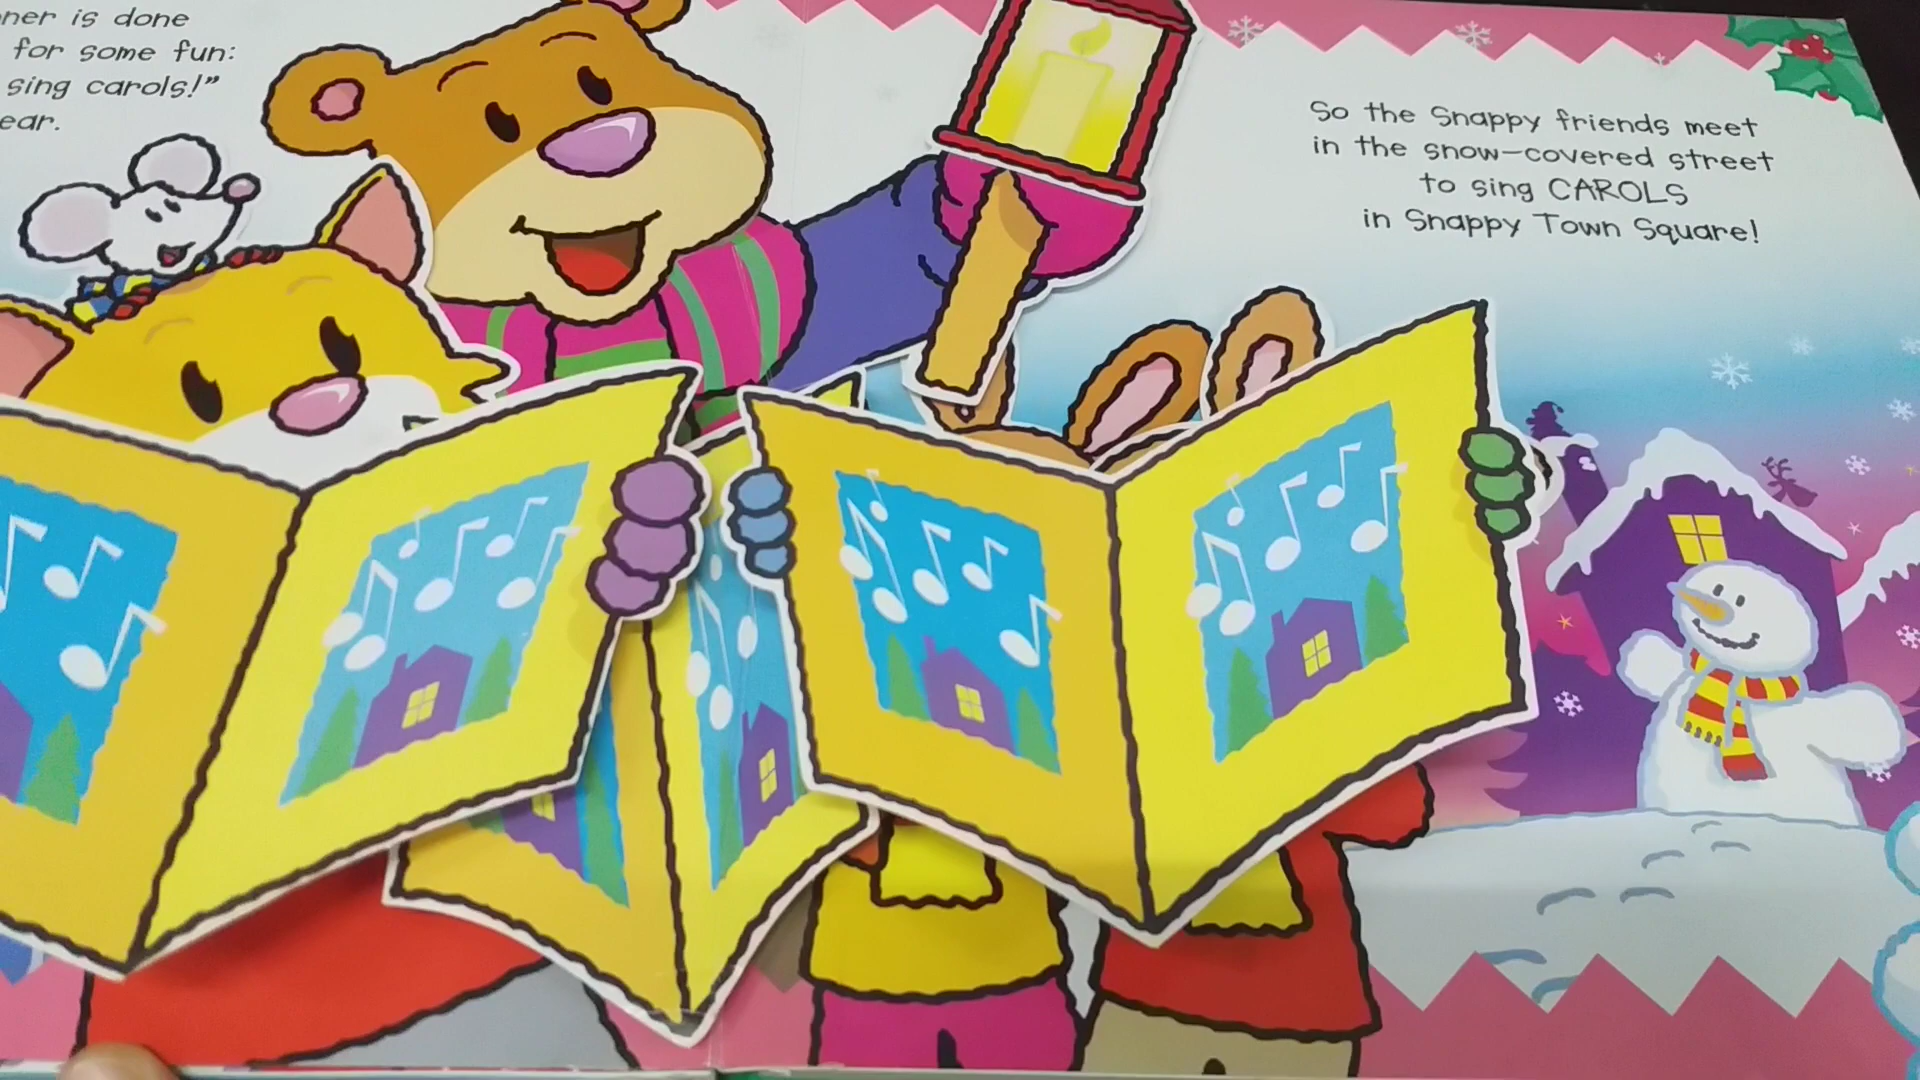 ner is done
for some fun:
sing carols!”
ear.
So the Snappy friends meet
in the snow-covered street
to sing CAROLS
in Snappy Town Square!